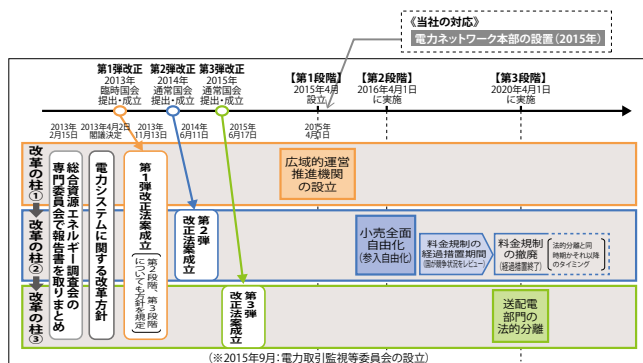 《当社の対応》
電力ネットワーク本部の設置（2015年）
第1弾改正
2013年
臨時国会
提出・成立
第2弾改正
2014年
通常国会
提出・成立
第3弾改正
2015年
通常国会
提出・成立
【第1段階】
2015年4月
設立
【第2段階】
2016年4月1日
に実施
【第3段階】
2020年4月1日
に実施
2013年
2月15日
2013年4月2日
閣議決定
2013年
11月13日
2014年
6月11日
2015年
6月17日
2015年
4月1日
改革の柱①
改革の柱②
改革の柱③
総合資源エネルギー調査会の
専門委員会で報告書を取りまとめ
電力システムに関する改革方針
第1弾改正法案成立
第2段階、第3段階
についても方針を規定
第2弾
改正法案成立
第3弾
改正法案成立
広域的運営
推進機関
の設立
小売全面
自由化
（参入自由化）
料金規制の
経過措置期間
（国が競争状況をレビュー）
料金規制
の撤廃
（経過措置終了）
法的分離と同
時期かそれ以降
のタイミング
送配電
部門の
法的分離
（※2015年9月：電力取引監視等委員会の設立）